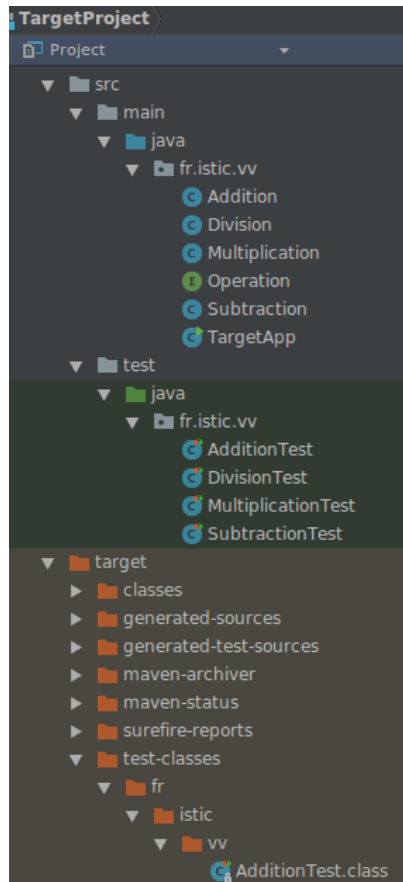 TargetProject
Project
src
main
java
fr.istic.vv
Addition
Division
Multiplication
Operation
Subtraction
TargetApp
test
java
fr.istic.vv
AdditionTest
DivisionTest
MultiplicationTest
SubtractionTest
target
classes
generated-sources
generated-test-sources
maven-archiver
maven-status
surefire-reports
test-classes
fr
istic
vv
AdditionTest.class